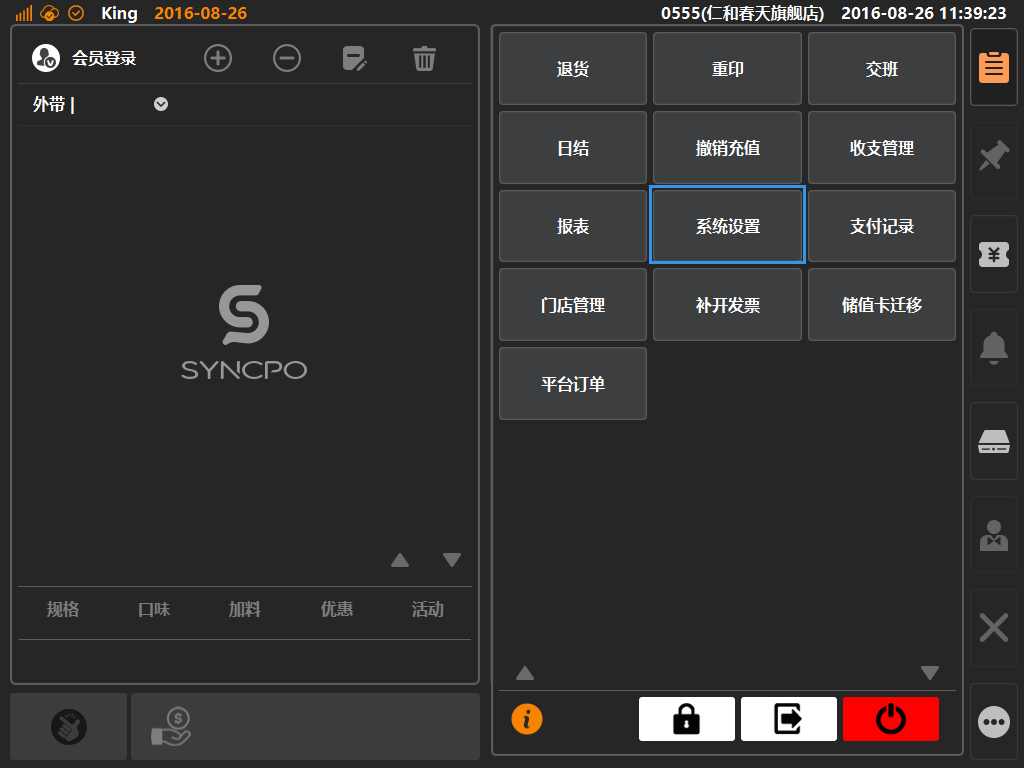 King 2016-08-26
0555(仁和春天旗舰店) 2016-08-26 11:39:23
会员登录
外带 |
SYNCPO
规格 口味 加料 优惠 活动
退货 重印 交班
日结 撤销充值 收支管理
报表 系统设置 支付记录
门店管理 补开发票 储值卡迁移
平台订单